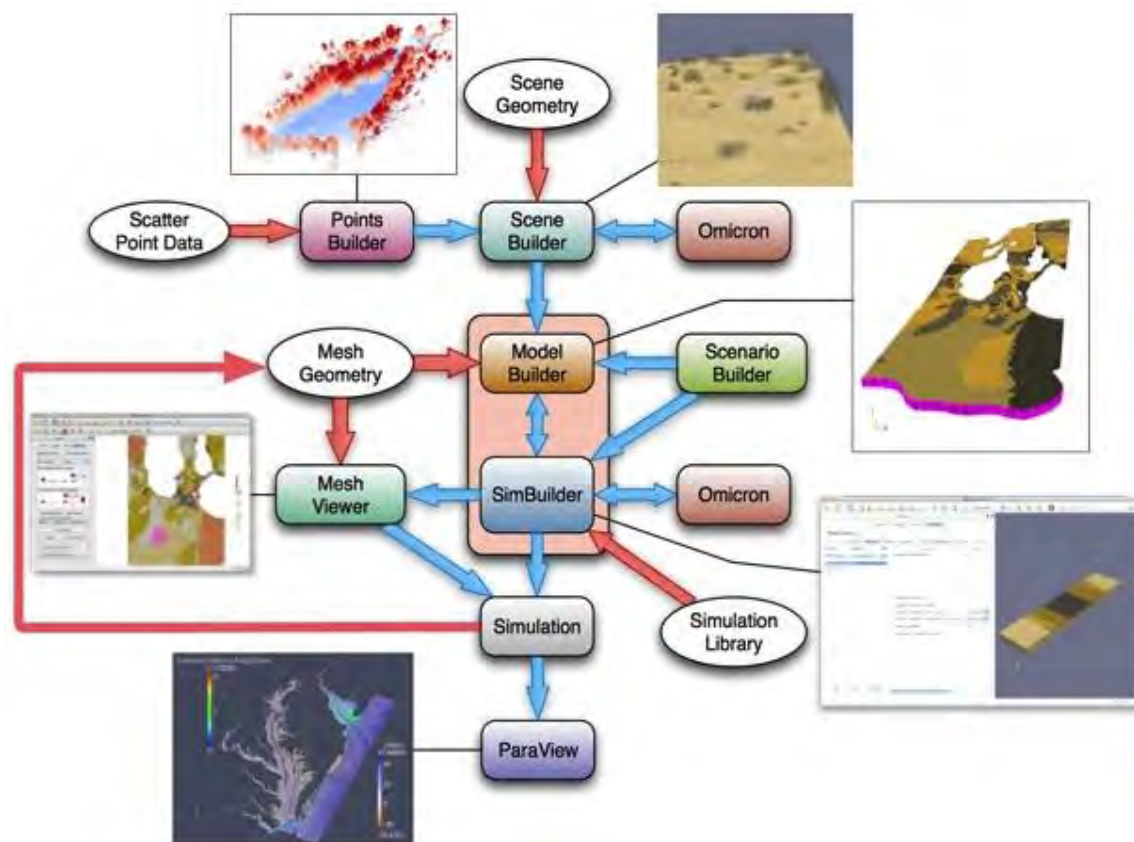 Scene
Geometry
Scatter
Point Data
Points
Builder
Scene
Builder
Omicron
Mesh
Geometry
Model
Builder
Scenario
Builder
Mesh
Viewer
SimBuilder
Omicron
Simulation
Simulation
Library
ParaView